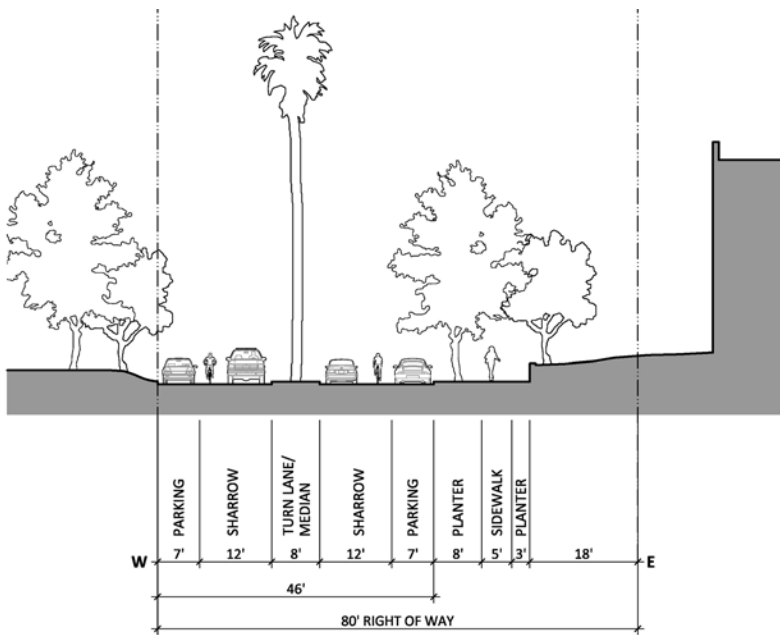 PARKING
SHARROW
TURN LANE/
MEDIAN
SHARROW
PARKING
PLANTER
SIDEWALK
PLANTER
W 7' 12' 8' 12' 7' 8' 5' 3' 18' E
46'
80' RIGHT OF WAY